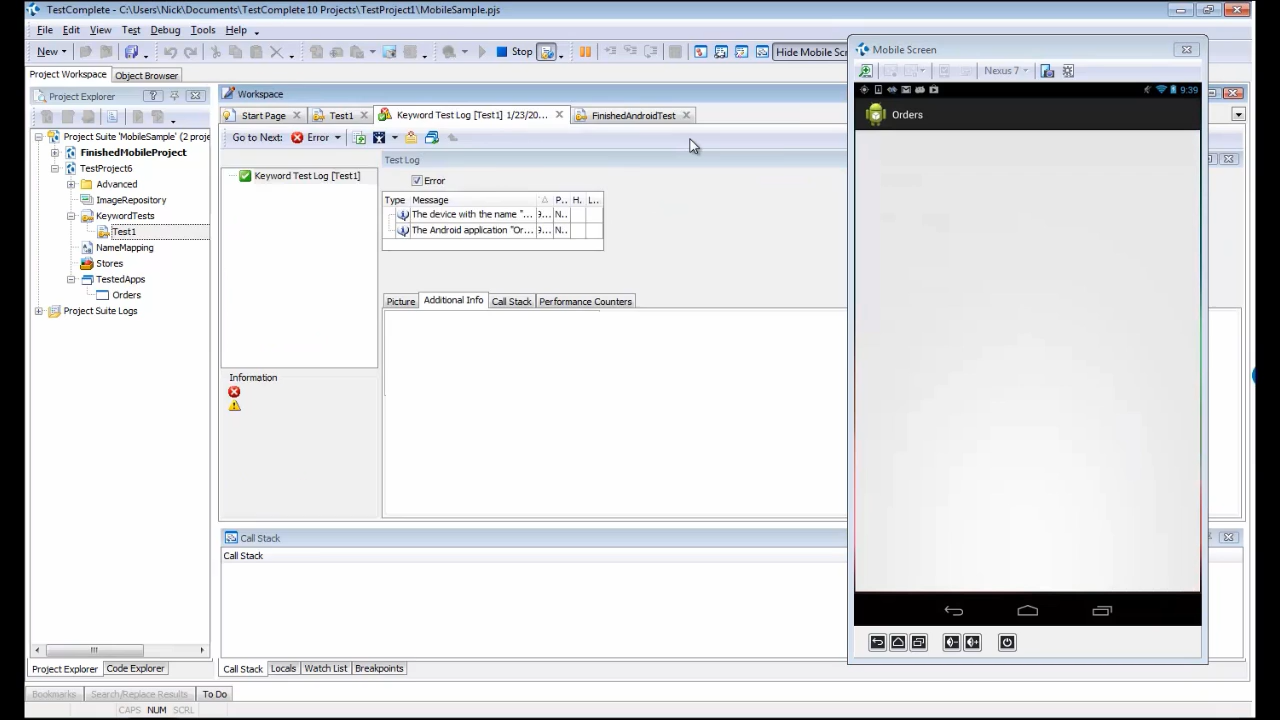 TestComplete - C:\Users\Nick\Documents\TestComplete 10 Projects\TestProject1\MobileSample.pjs
File Edit View Test Debug Tools Help
New Stop Hide Mobile Scr
Project Workspace Object Browser
Project Explorer
Project Suite 'MobileSample' (2 proje
FinishedMobileProject
TestProject6
Advanced
ImageRepository
KeywordTests
Test1
NameMapping
Stores
TestedApps
Orders
Project Suite Logs
Project Explorer Code Explorer
Workspace
Start Page Test1 Keyword Test Log [Test1] 1/23/20... FinishedAndroidTest
Go to Next: Error
Keyword Test Log [Test1]
Information
Test Log
Error
Type Message P.. H. L..
The device with the name "... 9... N...
The Android application "Or... 9... N...
Picture Additional Info Call Stack Performance Counters
Call Stack
Call Stack
Call Stack Locals Watch List Breakpoints
Mobile Screen
Nexus 7
9:39
Orders
Bookmarks Search/Replace Results To Do
CAPS NUM SCRL